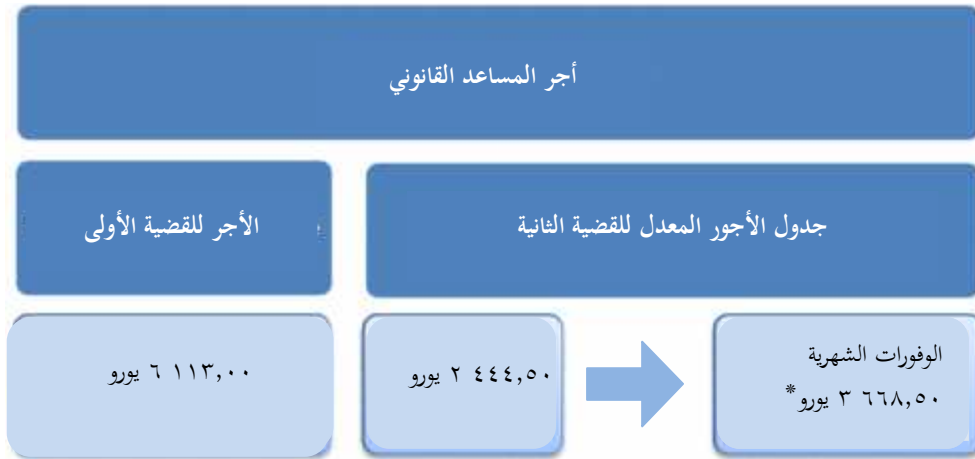 أجر المساعد القانوني
الأجر للقضية الأولى
جدول الأجور المعدل للقضية الثانية
٦ ١١٣,٠٠ يورو
٢ ٤٤٤,٥٠ يورو
الوفورات الشهرية
٣ ٦٦٨,٥٠ يورو*